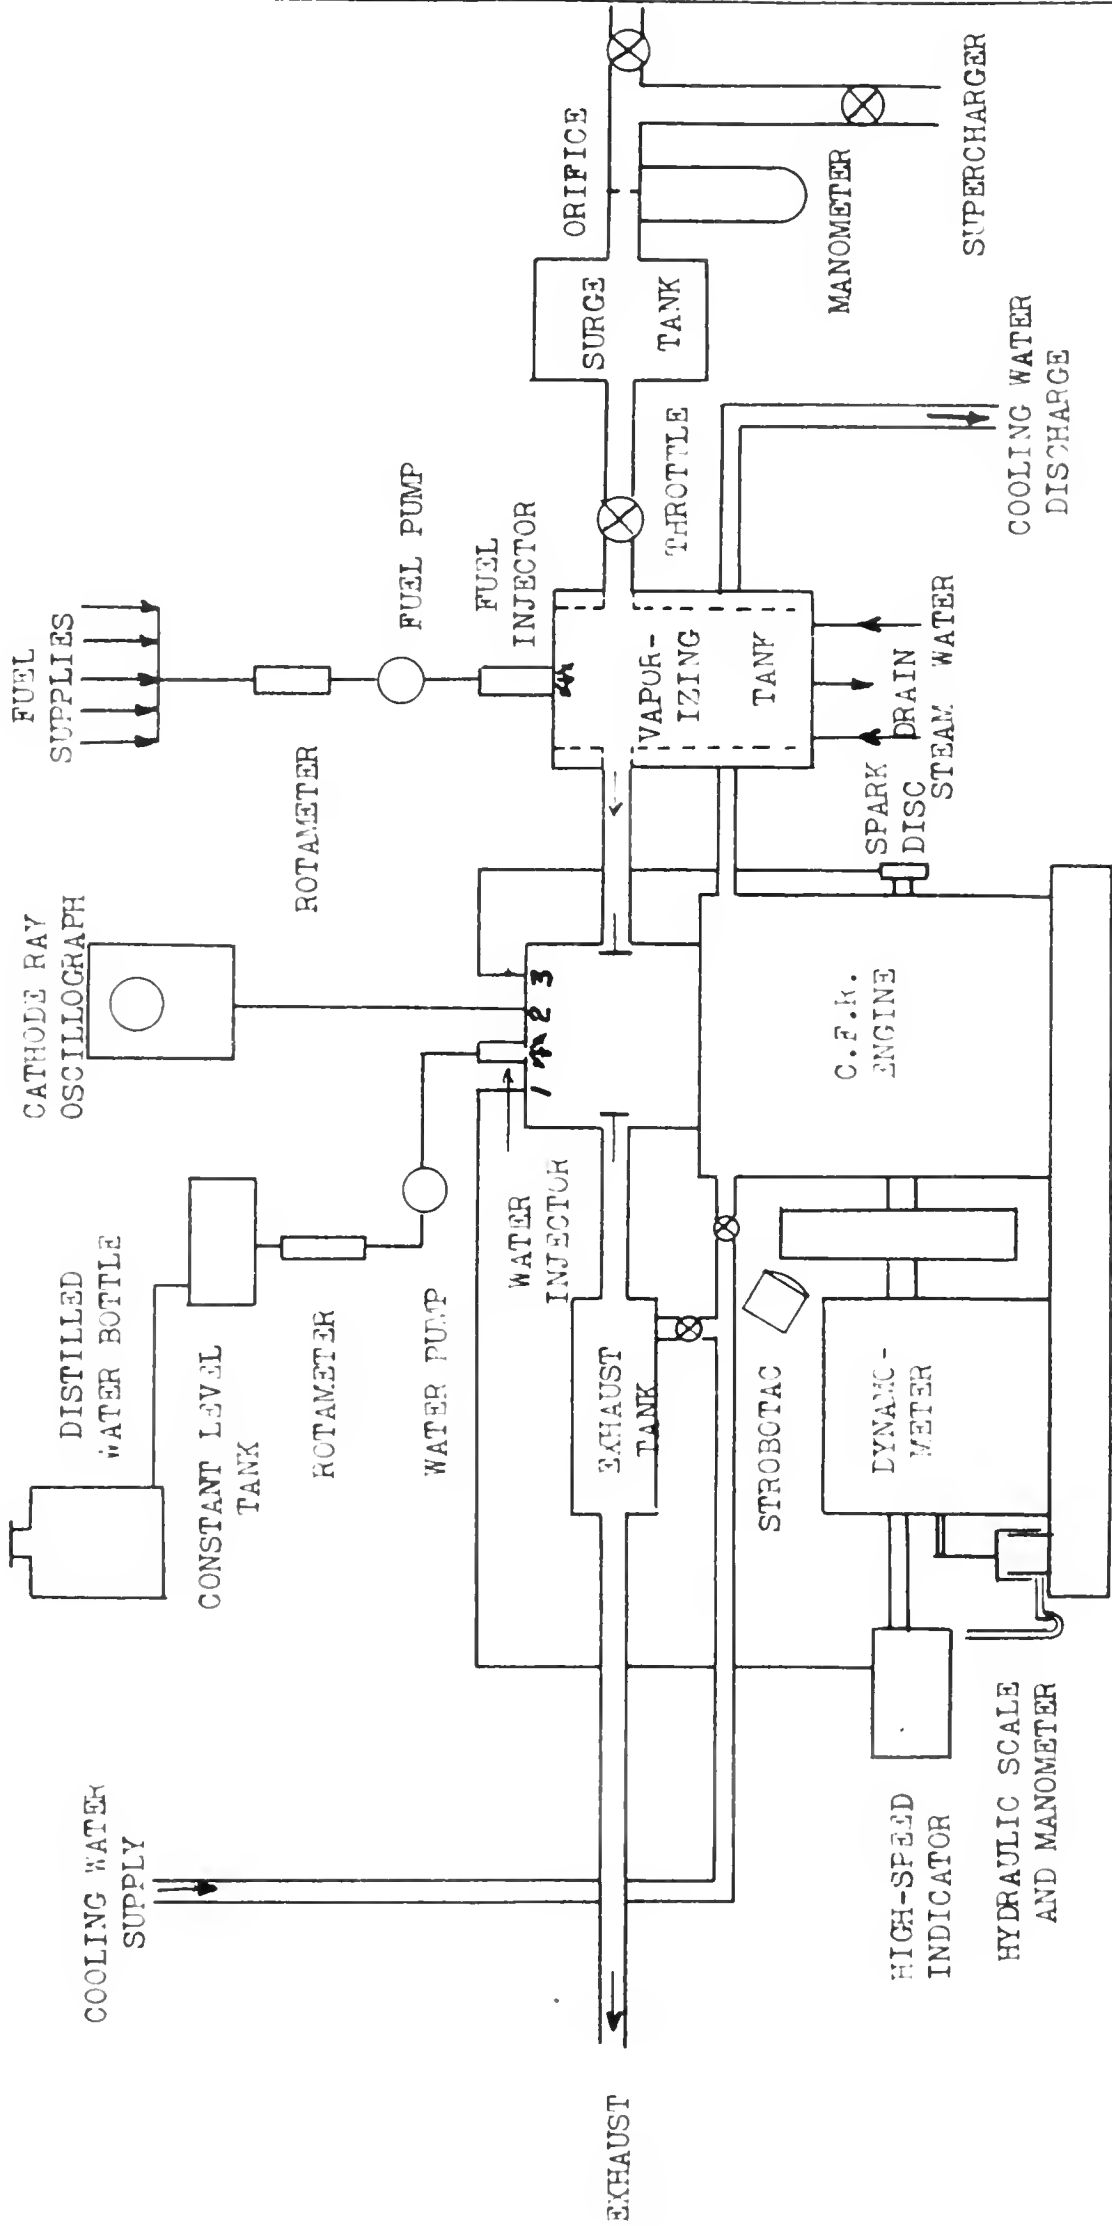 COOLING WATER
SUPPLY
DISTILLED
WATER BOTTLE
CONSTANT LEVEL
TANK
ROTAMETER
WATER PUMP
WATER
INJECTOR
CATHODE RAY
OSCILLOGRAPH
FUEL
SUPPLIES
ROTAMETER
FUEL PUMP
FUEL
INJECTOR
1
2
3
VAPOR-
IZING
TANK
THROTTLE
SURGE
TANK
ORIFICE
MANOMETER
SUPERCHARGER
COOLING WATER
DISCHARGE
SPARK
DISC
DRAIN
STEAM WATER
EXHAUST
EXHAUST
TANK
STROBOTAC
C.F.R.
ENGINE
DYNAMO-
METER
HIGH-SPEED
INDICATOR
HYDRAULIC SCALE
AND MANOMETER